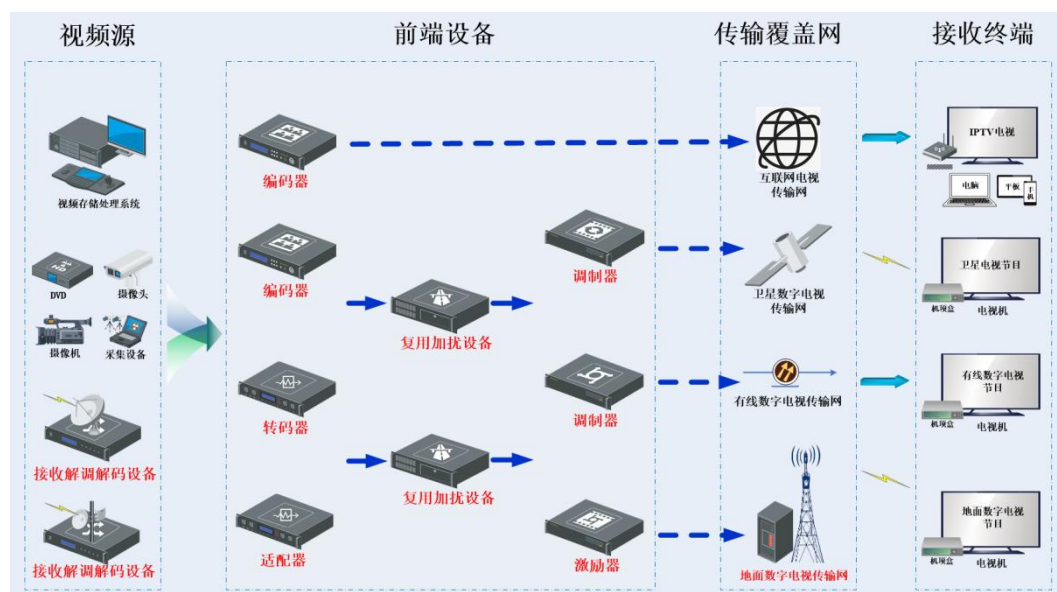 视频源
前端设备
传输覆盖网
接收终端
视频存储处理系统
DVD
摄像头
摄像机
采集设备
接收解调解码设备
接收解调解码设备
编码器
编码器
复用加扰设备
转码器
复用加扰设备
适配器
调制器
调制器
激励器
互联网电视
传输网
卫星数字电视
传输网
有线数字电视传输网
地面数字电视传输网
IPTV电视
电脑
平板
手机
卫星电视节目
机顶盒
电视机
有线数字电视
节目
机顶盒
电视机
地面数字电视
节目
机顶盒
电视机